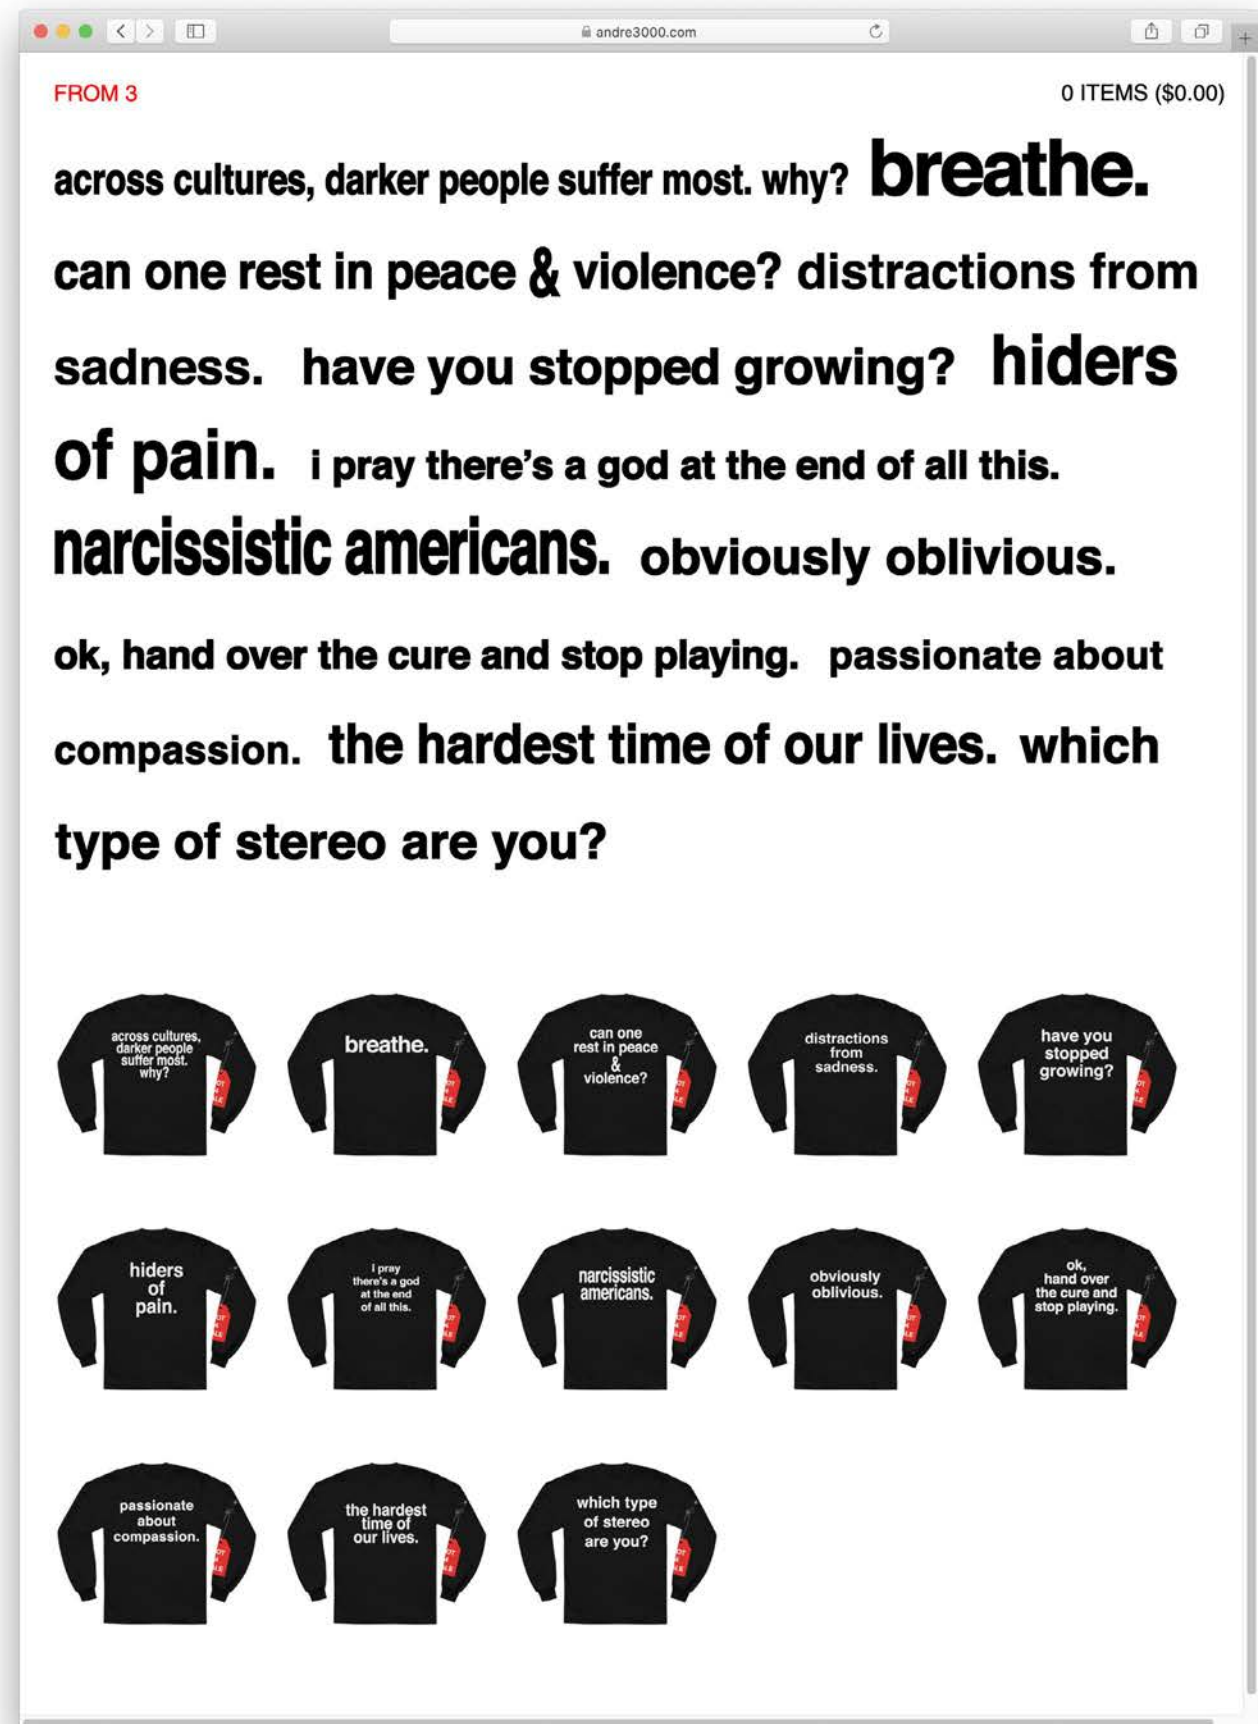 andre3000.com
FROM 3
0 ITEMS ($0.00)
across cultures, darker people suffer most. why? breathe.
can one rest in peace & violence? distractions from
sadness. have you stopped growing? hiders
of pain. i pray there's a god at the end of all this.
narcissistic americans. obviously oblivious.
ok, hand over the cure and stop playing. passionate about
compassion. the hardest time of our lives. which
type of stereo are you?
across cultures,
darker people
suffer most.
why?
breathe.
can one
rest in peace
&
violence?
distractions
from
sadness.
have you
stopped
growing?
hiders
of
pain.
i pray
there's a god
at the end
of all this.
narcissistic
americans.
obviously
oblivious.
ok,
hand over
the cure and
stop playing.
passionate
about
compassion.
the hardest
time of
our lives.
which type
of stereo
are you?